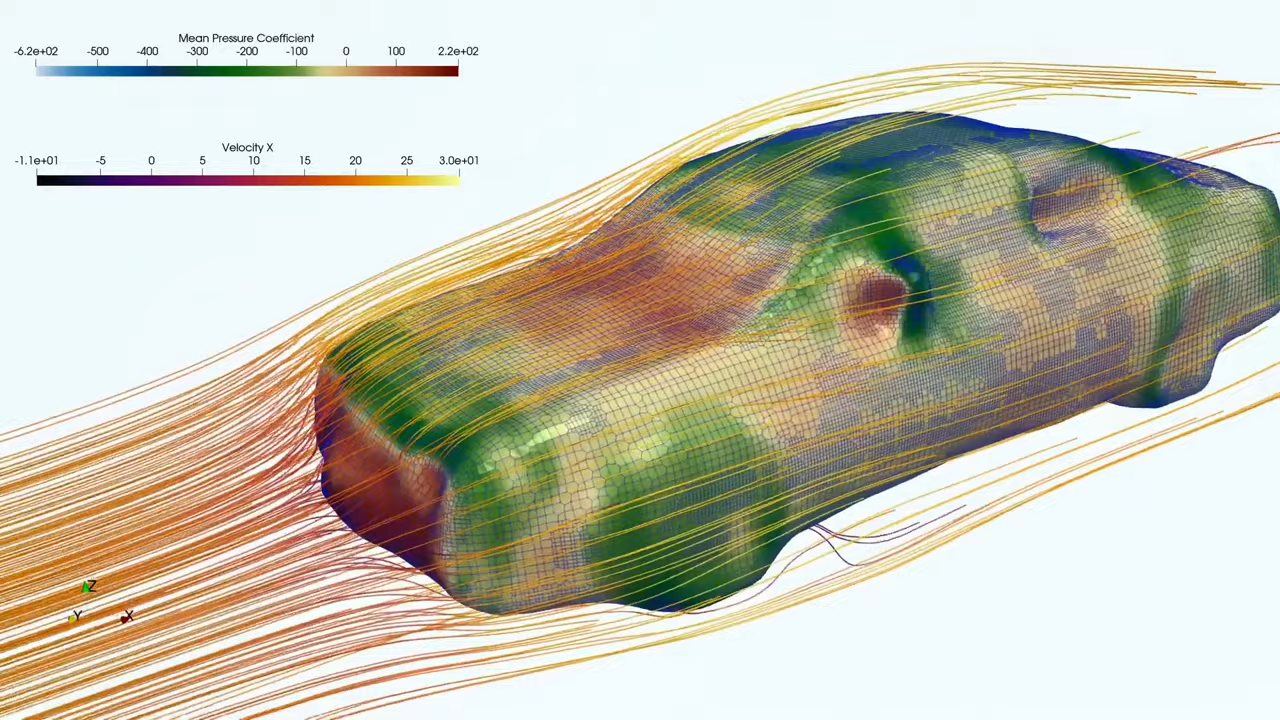 Mean Pressure Coefficient
-6.2e+02 -500 -400 -300 -200 -100 0 100 2.2e+02
Velocity X
-1.1e+01 -5 0 5 10 15 20 25 3.0e+01
Z
Y X